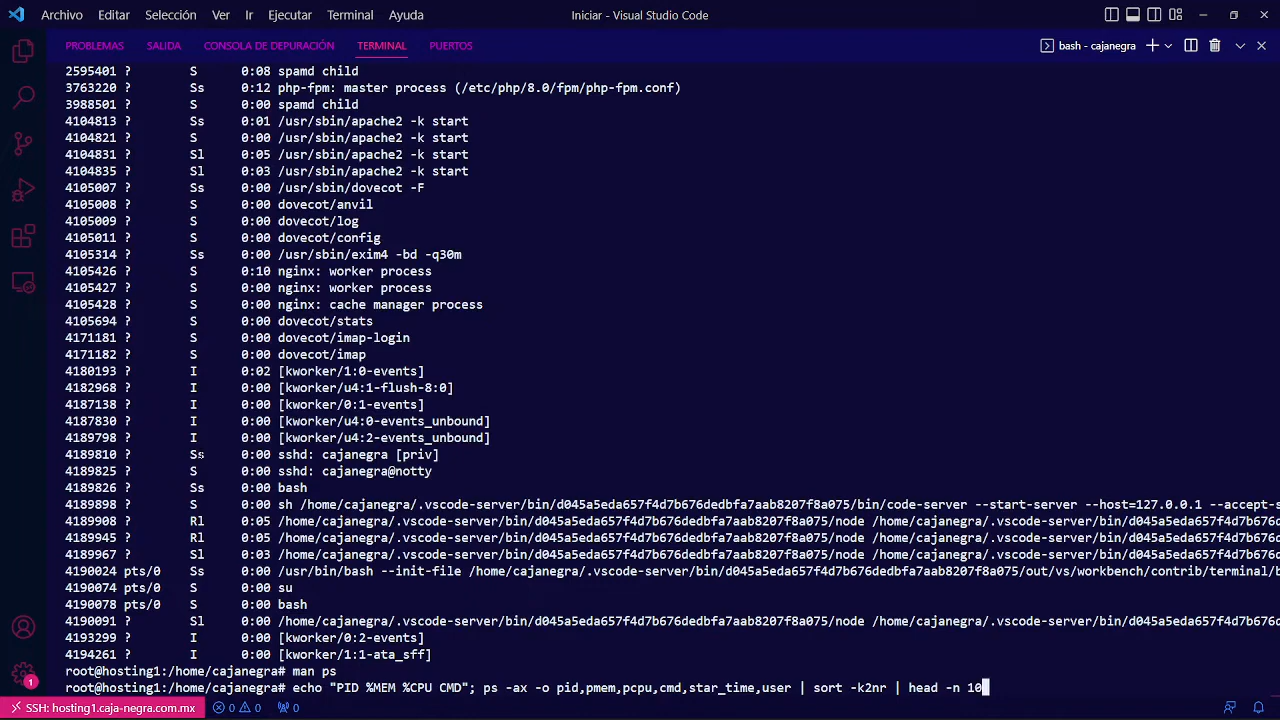 Archivo Editar Selección Ver Ir Ejecutar Terminal Ayuda Iniciar - Visual Studio Code
PROBLEMAS SALIDA CONSOLA DE DEPURACIÓN TERMINAL PUERTOS bash - cajanegra
2595401 ? S 0:08 spamd child
3763220 ? Ss 0:12 php-fpm: master process (/etc/php/8.0/fpm/php-fpm.conf)
3988501 ? S 0:00 spamd child
4104813 ? Ss 0:01 /usr/sbin/apache2 -k start
4104821 ? S 0:00 /usr/sbin/apache2 -k start
4104831 ? Sl 0:05 /usr/sbin/apache2 -k start
4104835 ? Sl 0:03 /usr/sbin/apache2 -k start
4105007 ? Ss 0:00 /usr/sbin/dovecot -F
4105008 ? S 0:00 dovecot/anvil
4105009 ? S 0:00 dovecot/log
4105011 ? S 0:00 dovecot/config
4105314 ? Ss 0:00 /usr/sbin/exim4 -bd -q30m
4105426 ? S 0:10 nginx: worker process
4105427 ? S 0:00 nginx: worker process
4105428 ? S 0:00 nginx: cache manager process
4105694 ? S 0:00 dovecot/stats
4171181 ? S 0:00 dovecot/imap-login
4171182 ? S 0:00 dovecot/imap
4180193 ? I 0:02 [kworker/1:0-events]
4182968 ? I 0:00 [kworker/u4:1-flush-8:0]
4187138 ? I 0:00 [kworker/0:1-events]
4187830 ? I 0:00 [kworker/u4:0-events_unbound]
4189798 ? I 0:00 [kworker/u4:2-events_unbound]
4189810 ? Ss 0:00 sshd: cajanegra [priv]
4189825 ? S 0:00 sshd: cajanegra@notty
4189826 ? Ss 0:00 bash
4189898 ? S 0:00 sh /home/cajanegra/.vscode-server/bin/d045a5eda657f4d7b676dedbfa7aab8207f8a075/bin/code-server --start-server --host=127.0.0.1 --accept-s
4189908 ? Rl 0:05 /home/cajanegra/.vscode-server/bin/d045a5eda657f4d7b676dedbfa7aab8207f8a075/node /home/cajanegra/.vscode-server/bin/d045a5eda657f4d7b67
4189945 ? Rl 0:05 /home/cajanegra/.vscode-server/bin/d045a5eda657f4d7b676dedbfa7aab8207f8a075/node /home/cajanegra/.vscode-server/bin/d045a5eda657f4d7b67
4189967 ? Sl 0:03 /home/cajanegra/.vscode-server/bin/d045a5eda657f4d7b676dedbfa7aab8207f8a075/node /home/cajanegra/.vscode-server/bin/d045a5eda657f4d7b67
4190024 pts/0 Ss 0:00 /usr/bin/bash --init-file /home/cajanegra/.vscode-server/bin/d045a5eda657f4d7b676dedbfa7aab8207f8a075/out/vs/workbench/contrib/terminal/b
4190074 pts/0 S 0:00 su
4190078 pts/0 S 0:00 bash
4190091 ? Sl 0:00 /home/cajanegra/.vscode-server/bin/d045a5eda657f4d7b676dedbfa7aab8207f8a075/node /home/cajanegra/.vscode-server/bin/d045a5eda657f4d7b67
4193299 ? I 0:00 [kworker/0:2-events]
4194261 ? I 0:00 [kworker/1:1-ata_sff]
root@hosting1:/home/cajanegra# man ps
root@hosting1:/home/cajanegra# echo "PID %MEM %CPU CMD"; ps -ax -o pid,pmem,pcpu,cmd,star_time,user | sort -k2nr | head -n 10
1
SSH: hosting1.caja-negra.com.mx 0 0 0